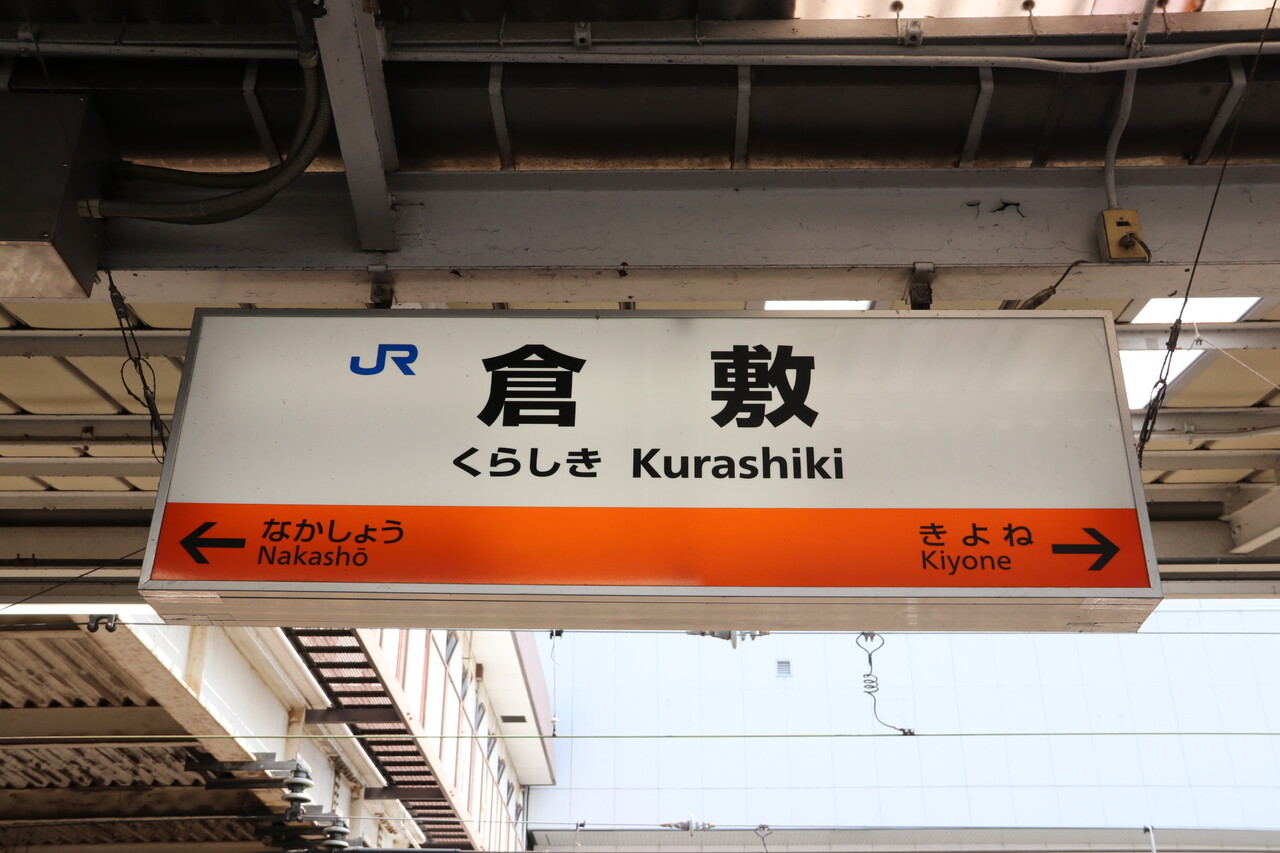 JR 倉敷
くらしき Kurashiki
← なかしょう
Nakashō
きよね →
Kiyone